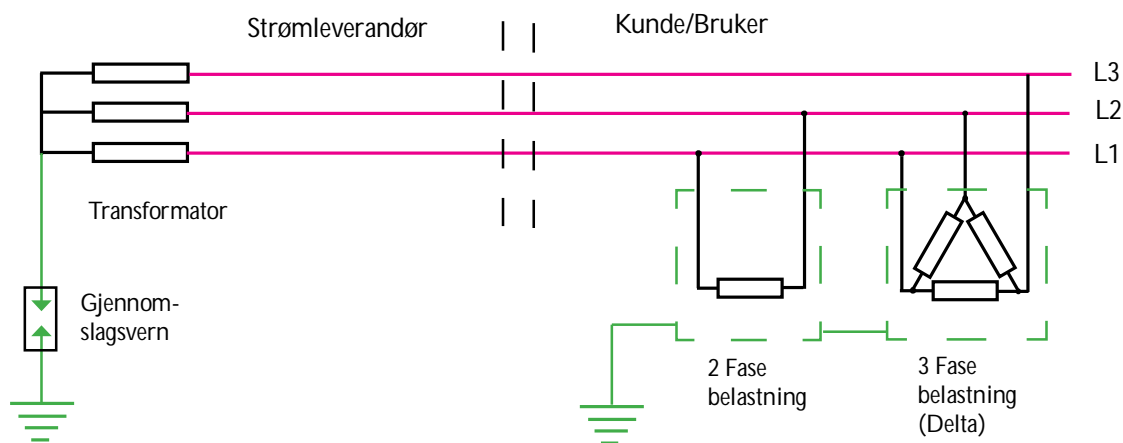 Strømleverandør
Kunde/Bruker
L3
L2
L1
Transformator
Gjennom-
slagsvern
2 Fase
belastning
3 Fase
belastning
(Delta)